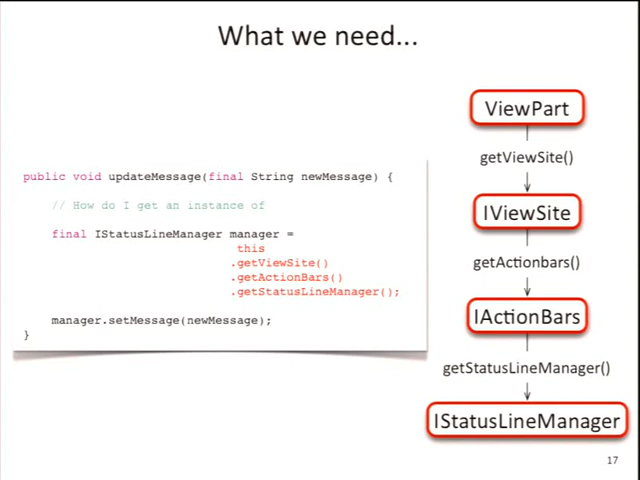 What we need...
public void updateMessage(final String newMessage) {
// How do I get an instance of
final IStatusLineManager manager =
this
.getViewSite()
.getActionBars()
.getStatusLineManager();
manager.setMessage(newMessage);
}
ViewPart
getViewSite()
IViewSite
getActionbars()
IActionBars
getStatusLineManager()
IStatusLineManager
17